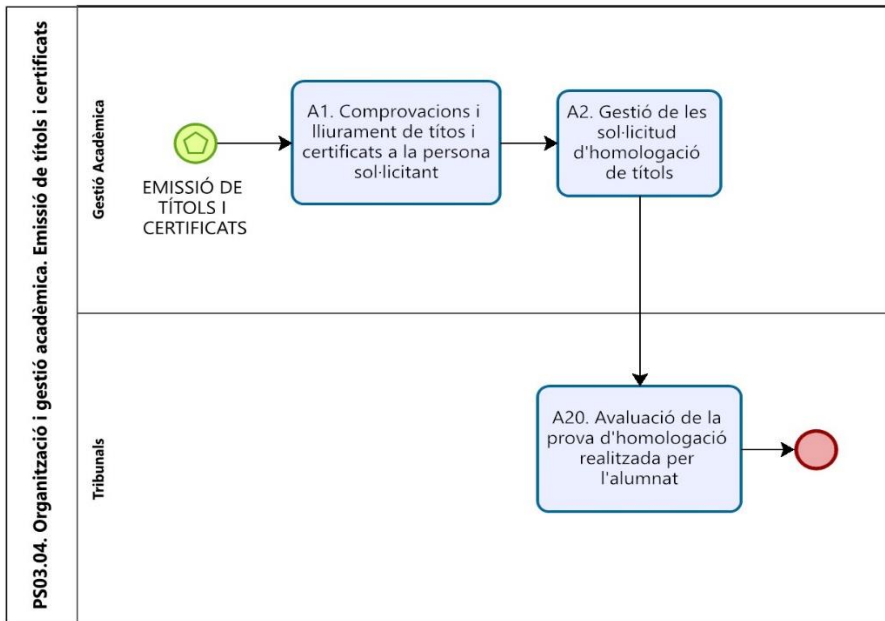 PS03.04. Organització i gestió acadèmica. Emissió de títols i certificats
Gestió Acadèmica
EMISSIÓ DE
TÍTOLS I
CERTIFICATS
A1. Comprovacions i
lliurament de títos i
certificats a la persona
sol·licitant
A2. Gestió de les
sol·licitud
d'homologació
de títols
Tribunals
A20. Avaluació de la
prova d'homologació
realitzada per
l'alumnat